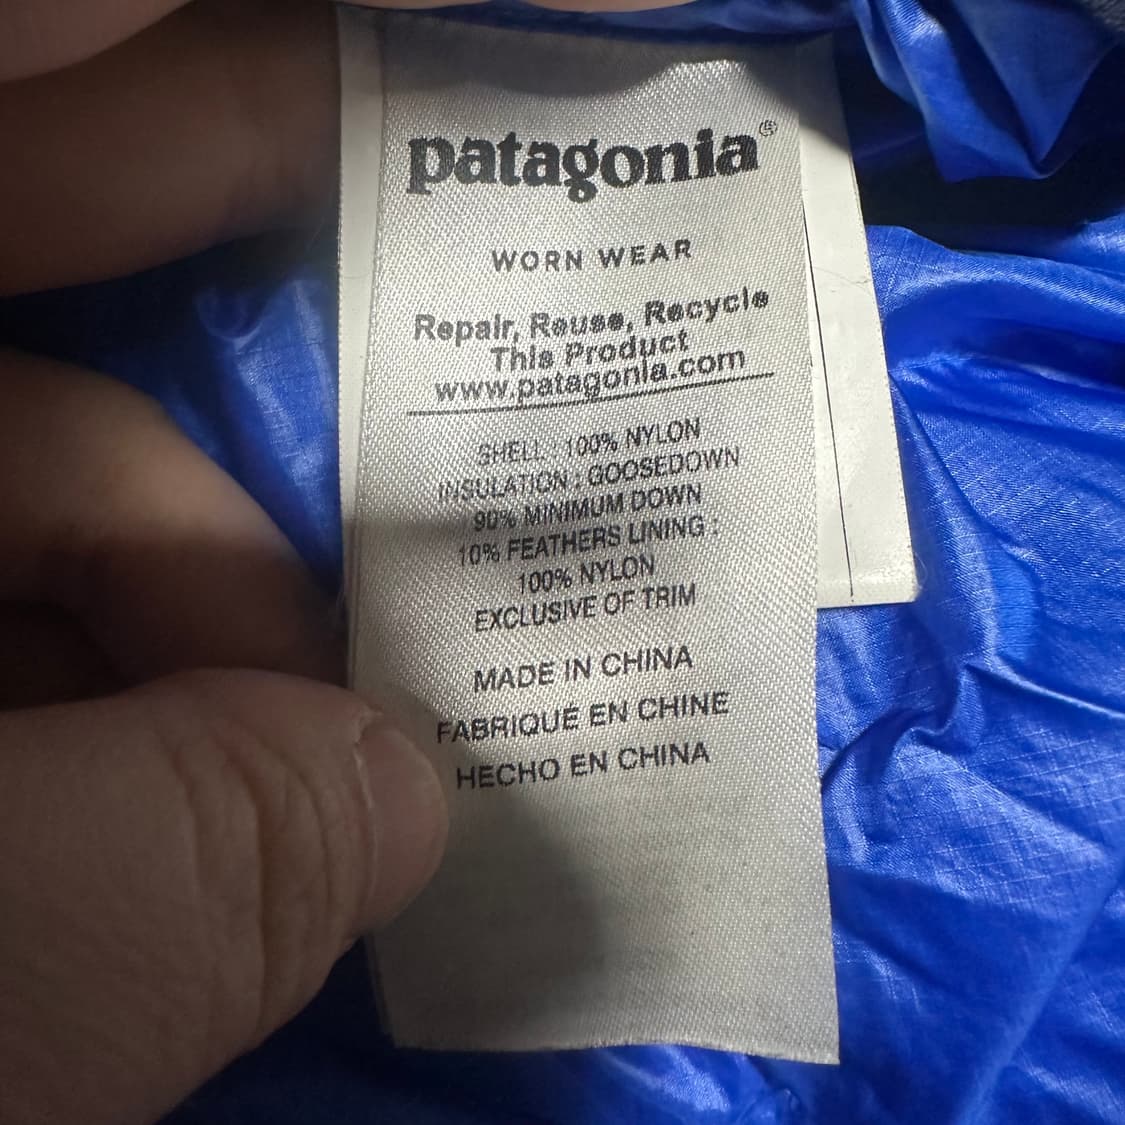 patagonia®
WORN WEAR
Repair, Reuse, Recycle
This Product
www.patagonia.com
SHELL : 100% NYLON
INSULATION : GOOSEDOWN
90% MINIMUM DOWN
10% FEATHERS LINING :
100% NYLON
EXCLUSIVE OF TRIM
MADE IN CHINA
FABRIQUE EN CHINE
HECHO EN CHINA